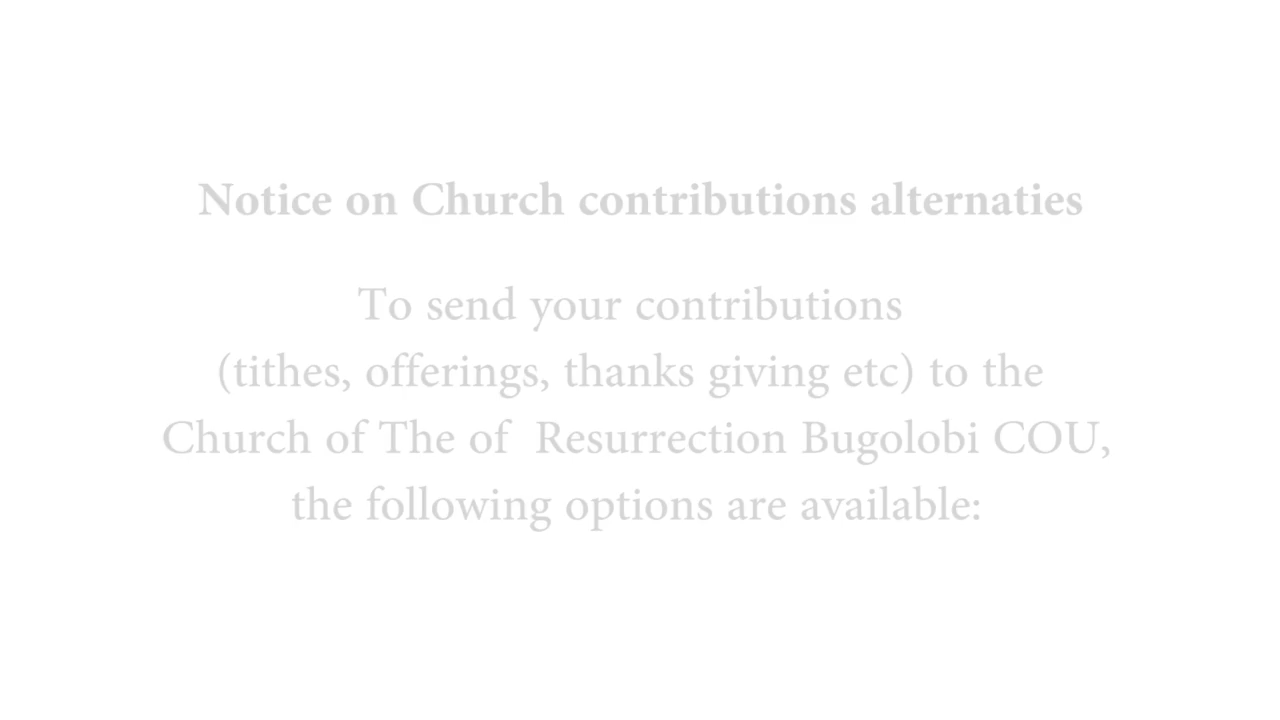 Notice on Church contributions alternaties
To send your contributions
(tithes, offerings, thanks giving etc) to the
Church of The of  Resurrection Bugolobi COU,
the following options are available: